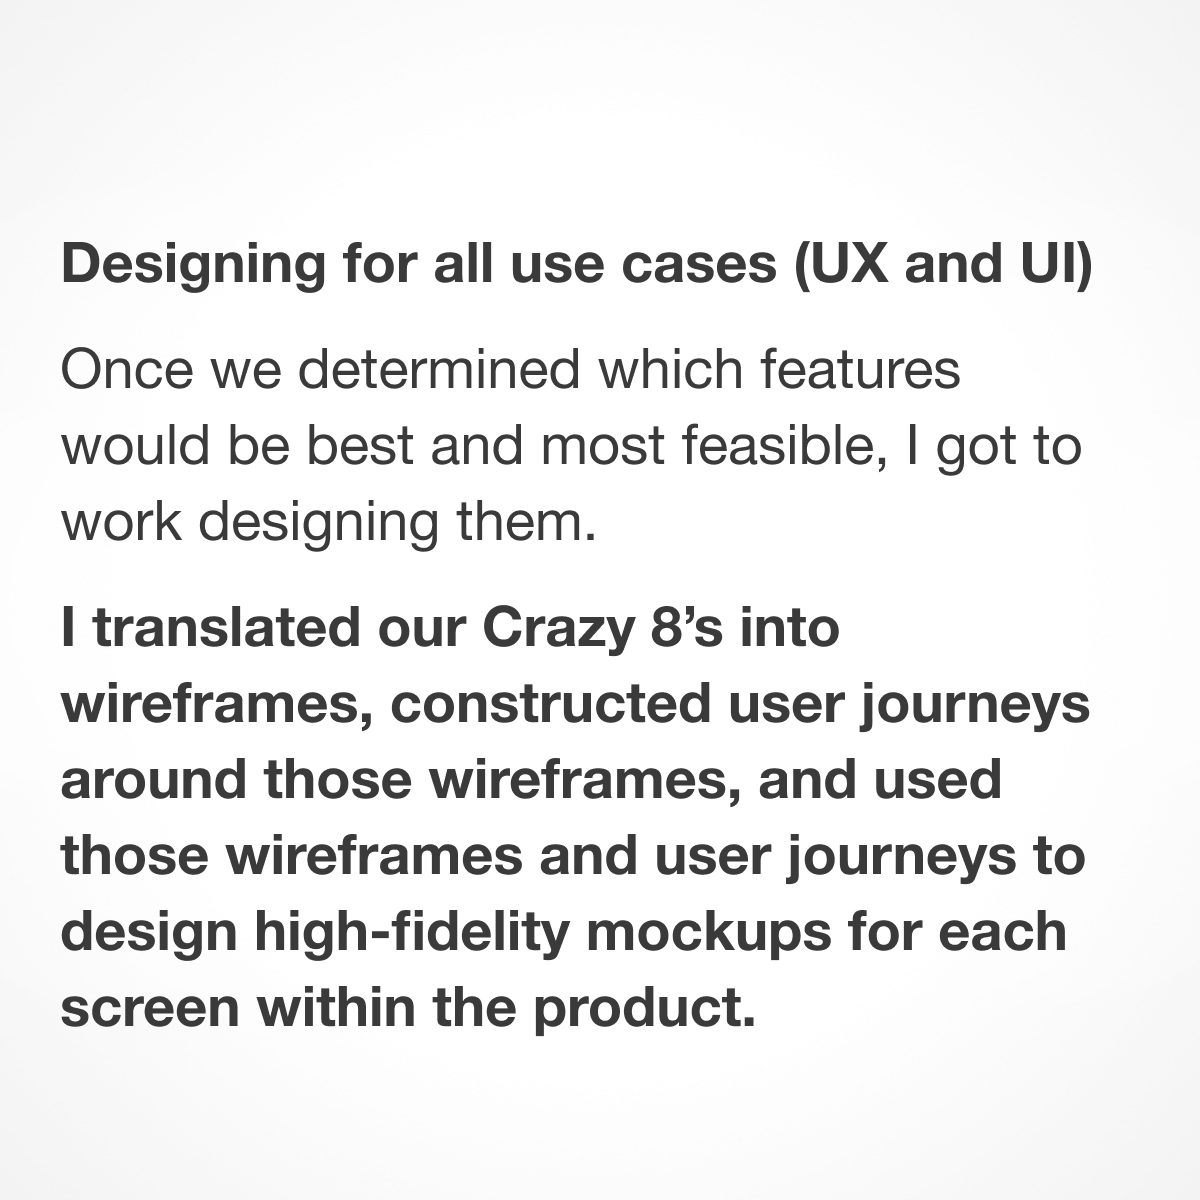 Designing for all use cases (UX and UI)
Once we determined which features
would be best and most feasible, I got to
work designing them.
I translated our Crazy 8’s into
wireframes, constructed user journeys
around those wireframes, and used
those wireframes and user journeys to
design high-fidelity mockups for each
screen within the product.